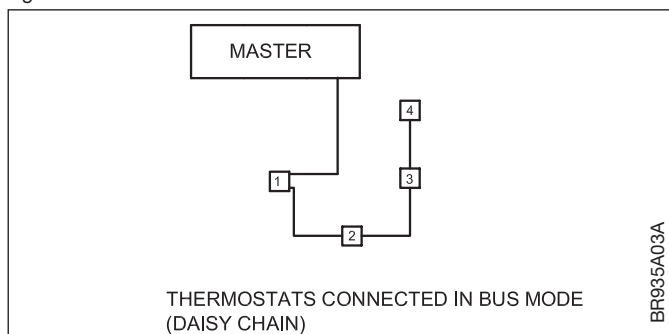 MASTER
4
1
3
2
THERMOSTATS CONNECTED IN BUS MODE
(DAISY CHAIN)
BR935A03A